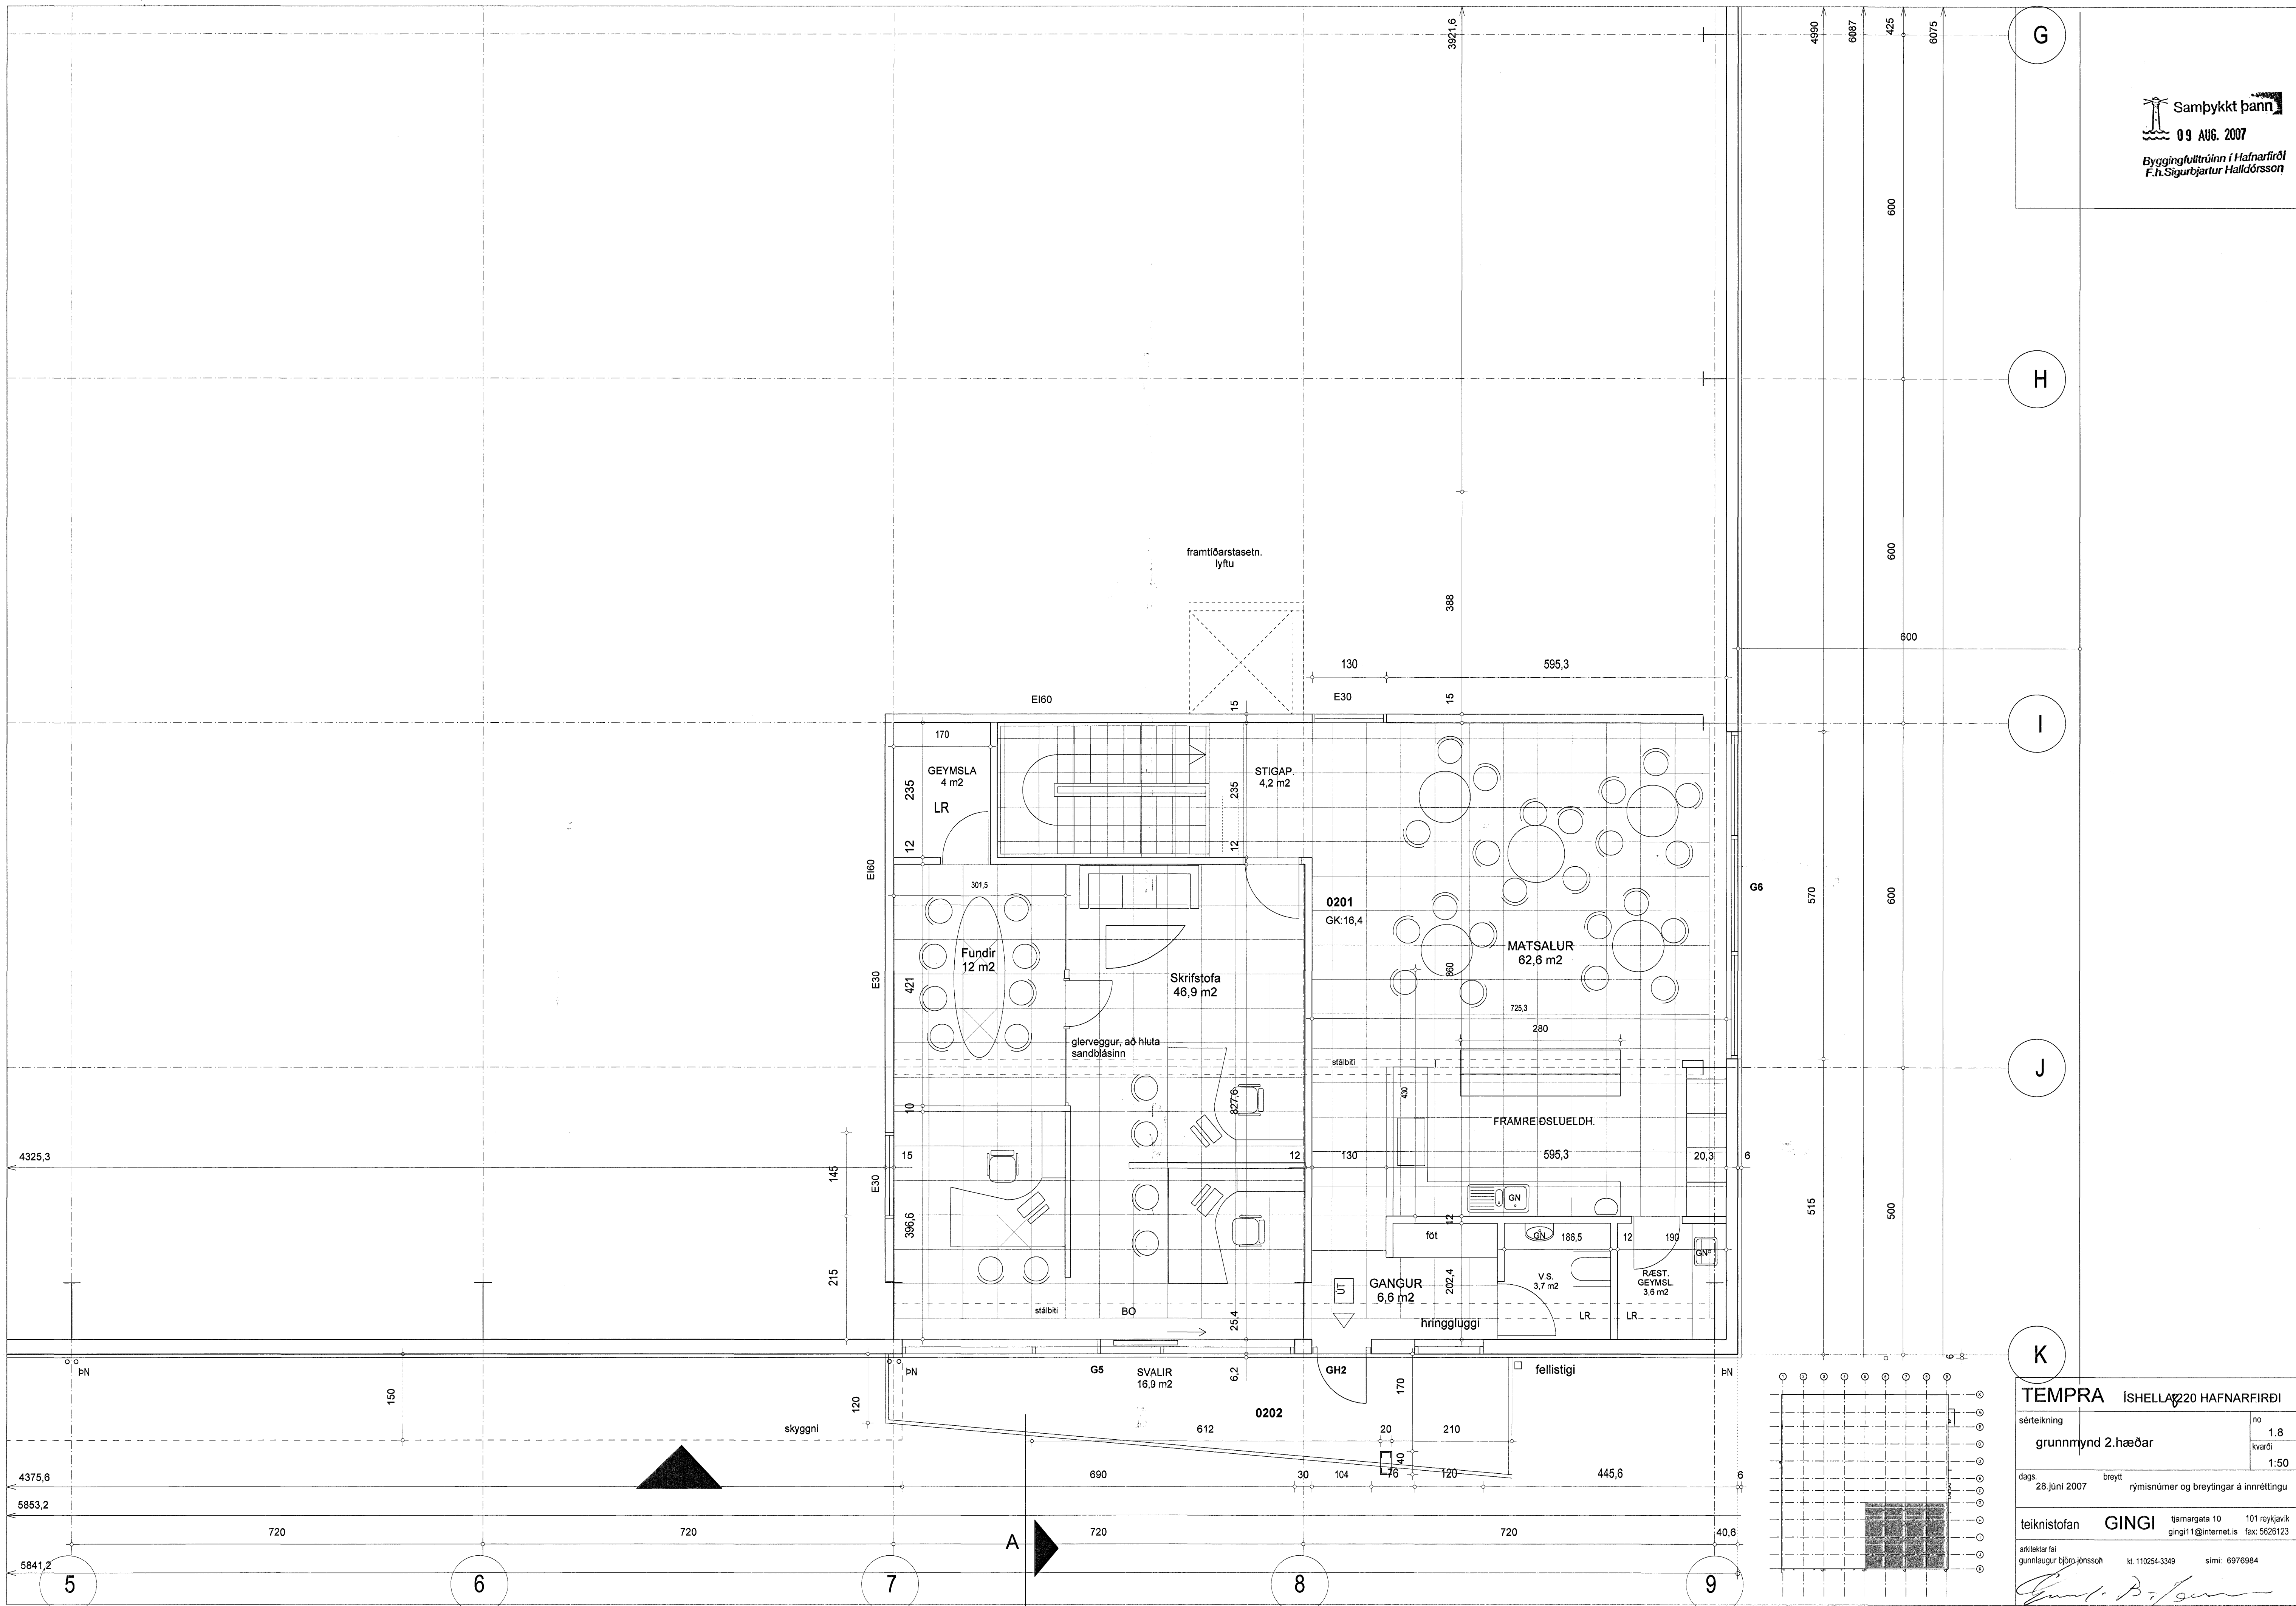 3921,6
4990
6087
425
6075
G
Samþykkt þann
09 AUG. 2007
Byggingfulltrúinn í Hafnarfirði
F.h.Sigurbjartur Halldórsson
600
H
framtíðarstasetn.
lyftu
388
600
600
130
595,3
EI60
15
E30
15
I
170
GEYMSLA
4 m2
235
LR
12
STIGAP.
4,2 m2
235
12
EI60
301,5
0201
GK:16,4
G6
570
600
Fundir
12 m2
MATSALUR
62,6 m2
E30
421
Skrifstofa
46,9 m2
860
725,3
280
glerveggur, að hluta
sandblásinn
stálbiti
J
430
10
827,6
FRAMREIÐSLUELDH.
4325,3
145
15
12
130
595,3
20,3
6
E30
GN
515
500
396,6
12
föt
GN
186,5
12
190
GN
215
ÚT
GANGUR
6,6 m2
202,4
V.S.
3,7 m2
RÆST.
GEYMSL.
3,6 m2
stálbiti
BO
25,4
hringgluggi
LR
LR
K
6
ÞN
ÞN
G5
SVALIR
16,9 m2
6,2
GH2
fellistigi
ÞN
150
120
170
skyggni
0202
612
20
210
40
4375,6
690
30
104
76
120
445,6
6
5853,2
720
720
720
720
40,6
A
5841,2
5
6
7
8
9
TEMPRA ÍSHELLA 8 220 HAFNARFIRÐI
sérteikning
no
1.8
grunnmynd 2.hæðar
kvarði
1:50
dags.
28.júní 2007
breytt
rýmisnúmer og breytingar á innréttingu
teiknistofan GINGI tjarnargata 10 101 reykjavík
gingi11@internet.is fax: 5626123
arkitektar fai
gunnlaugur björn jónsson kt. 110254-3349 sími: 6976984